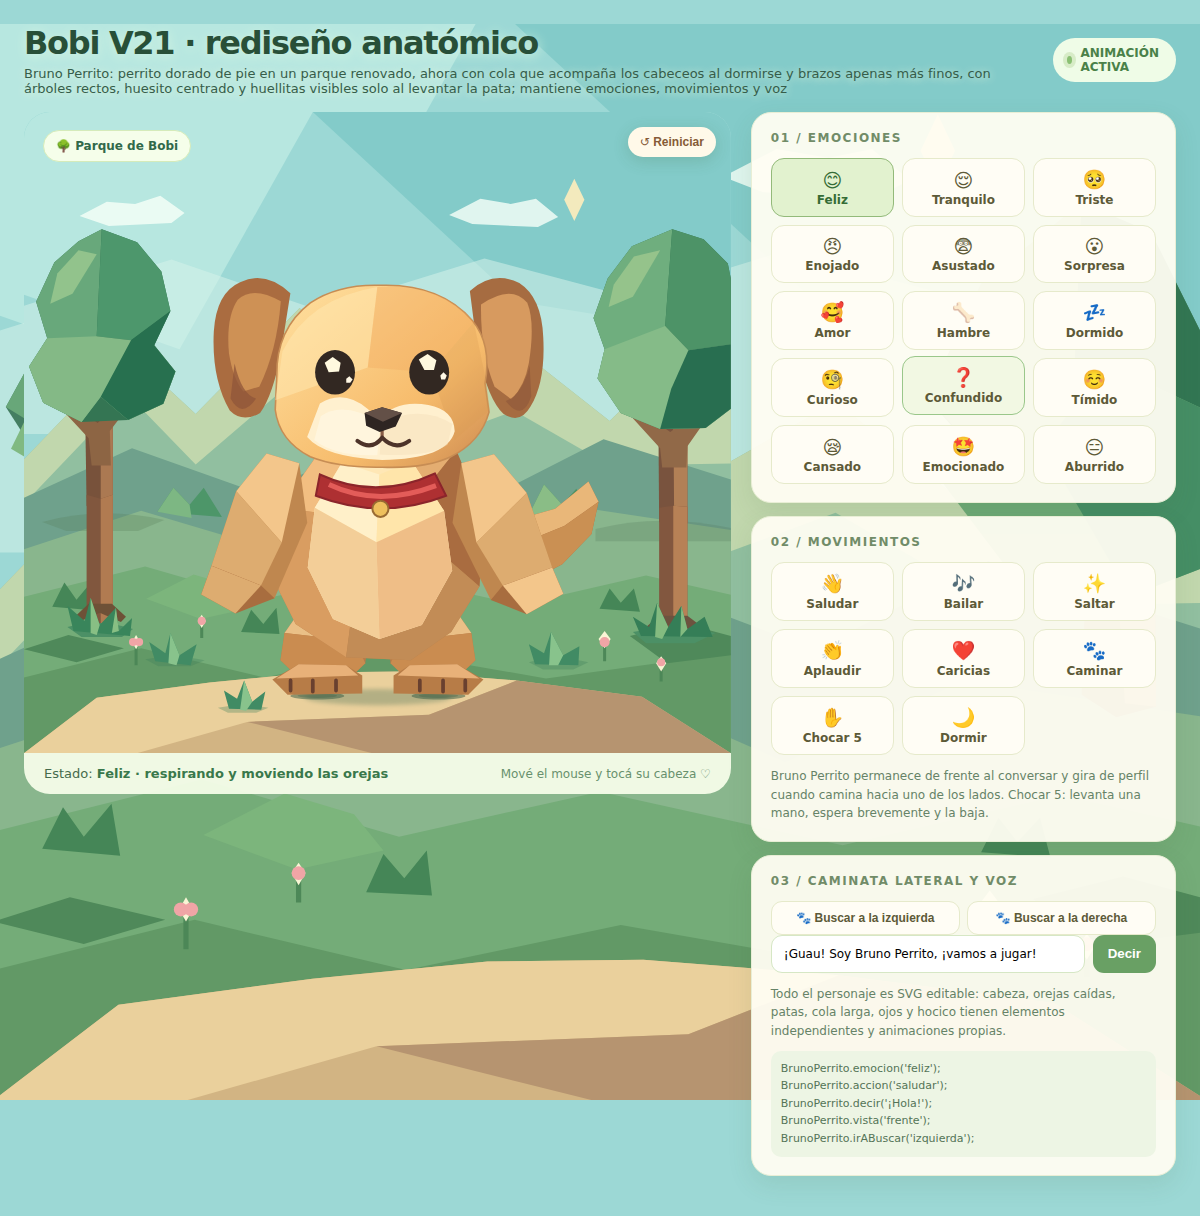 Bobi V21 · rediseño anatómico
Bruno Perrito: perrito dorado de pie en un parque renovado, ahora con cola que acompaña los cabeceos al dormirse y brazos apenas más finos, con
árboles rectos, huesito centrado y huellitas visibles solo al levantar la pata; mantiene emociones, movimientos y voz
ANIMACIÓN
ACTIVA
🌳 Parque de Bobi
↺ Reiniciar
Estado: Feliz · respirando y moviendo las orejas
Mové el mouse y tocá su cabeza ♡
01 / EMOCIONES
Feliz
Tranquilo
Triste
Enojado
Asustado
Sorpresa
Amor
Hambre
Dormido
Curioso
Confundido
Tímido
Cansado
Emocionado
Aburrido
02 / MOVIMIENTOS
Saludar
Bailar
Saltar
Aplaudir
Caricias
Caminar
Chocar 5
Dormir
Bruno Perrito permanece de frente al conversar y gira de perfil
cuando camina hacia uno de los lados. Chocar 5: levanta una
mano, espera brevemente y la baja.
03 / CAMINATA LATERAL Y VOZ
🐾 Buscar a la izquierda
🐾 Buscar a la derecha
¡Guau! Soy Bruno Perrito, ¡vamos a jugar!
Decir
Todo el personaje es SVG editable: cabeza, orejas caídas,
patas, cola larga, ojos y hocico tienen elementos
independientes y animaciones propias.
BrunoPerrito.emocion('feliz');
BrunoPerrito.accion('saludar');
BrunoPerrito.decir('¡Hola!');
BrunoPerrito.vista('frente');
BrunoPerrito.irABuscar('izquierda');